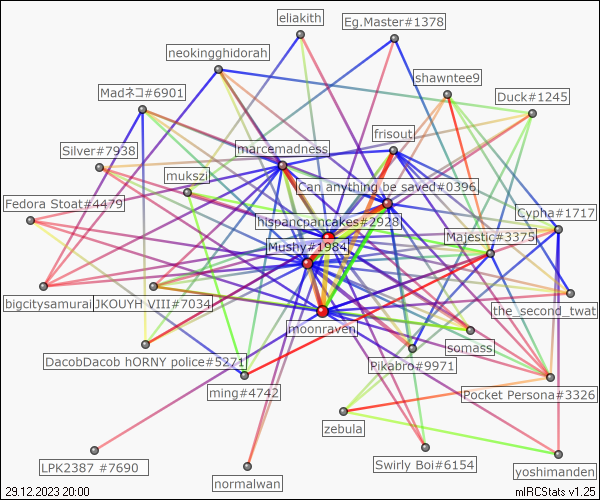 eliakith
Eg.Master#1378
neokingghidorah
shawntee9
Madネコ#6901
Duck#1245
frisout
marcemadness
Silver#7938
mukszi
Can anything be saved#0396
Fedora Stoat#4479
Cypha#1717
hispanicpancakes#2928
Majestic#3375
Mushy#1984
bigcitysamurai
JKOUYH VIII#7034
the_second_twat
moonraven
somass
DacobDacob hORNY police#5271
Pikabro#9971
ming#4742
Pocket Persona#3326
zebula
LPK2387 #7690
Swirly Boi#6154
yoshimanden
normalwan
29.12.2023 20:00
mIRCStats v1.25